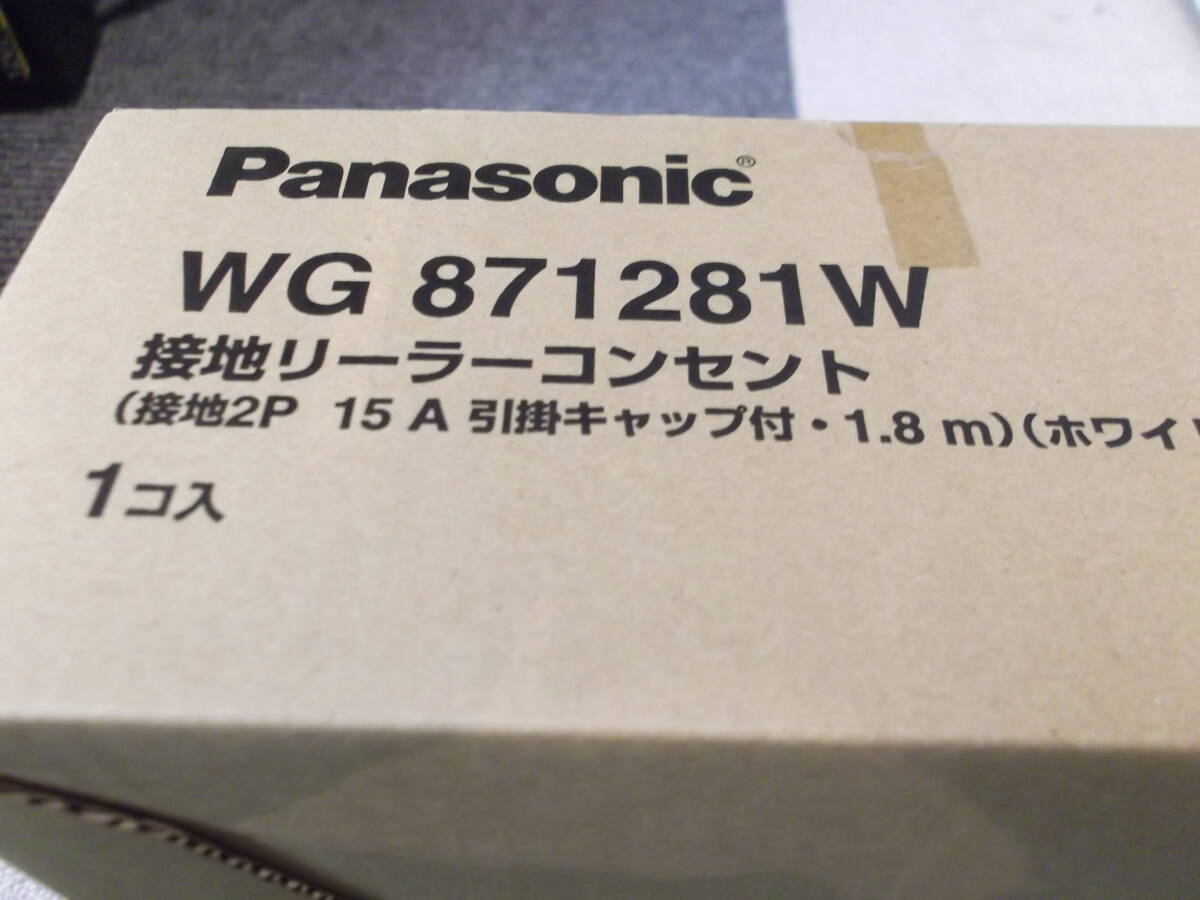 Panasonic®
WG 871281W
接地リーラーコンセント
(接地2P 15 A 引掛キャップ付・1.8 m)(ホワイ
1コ入